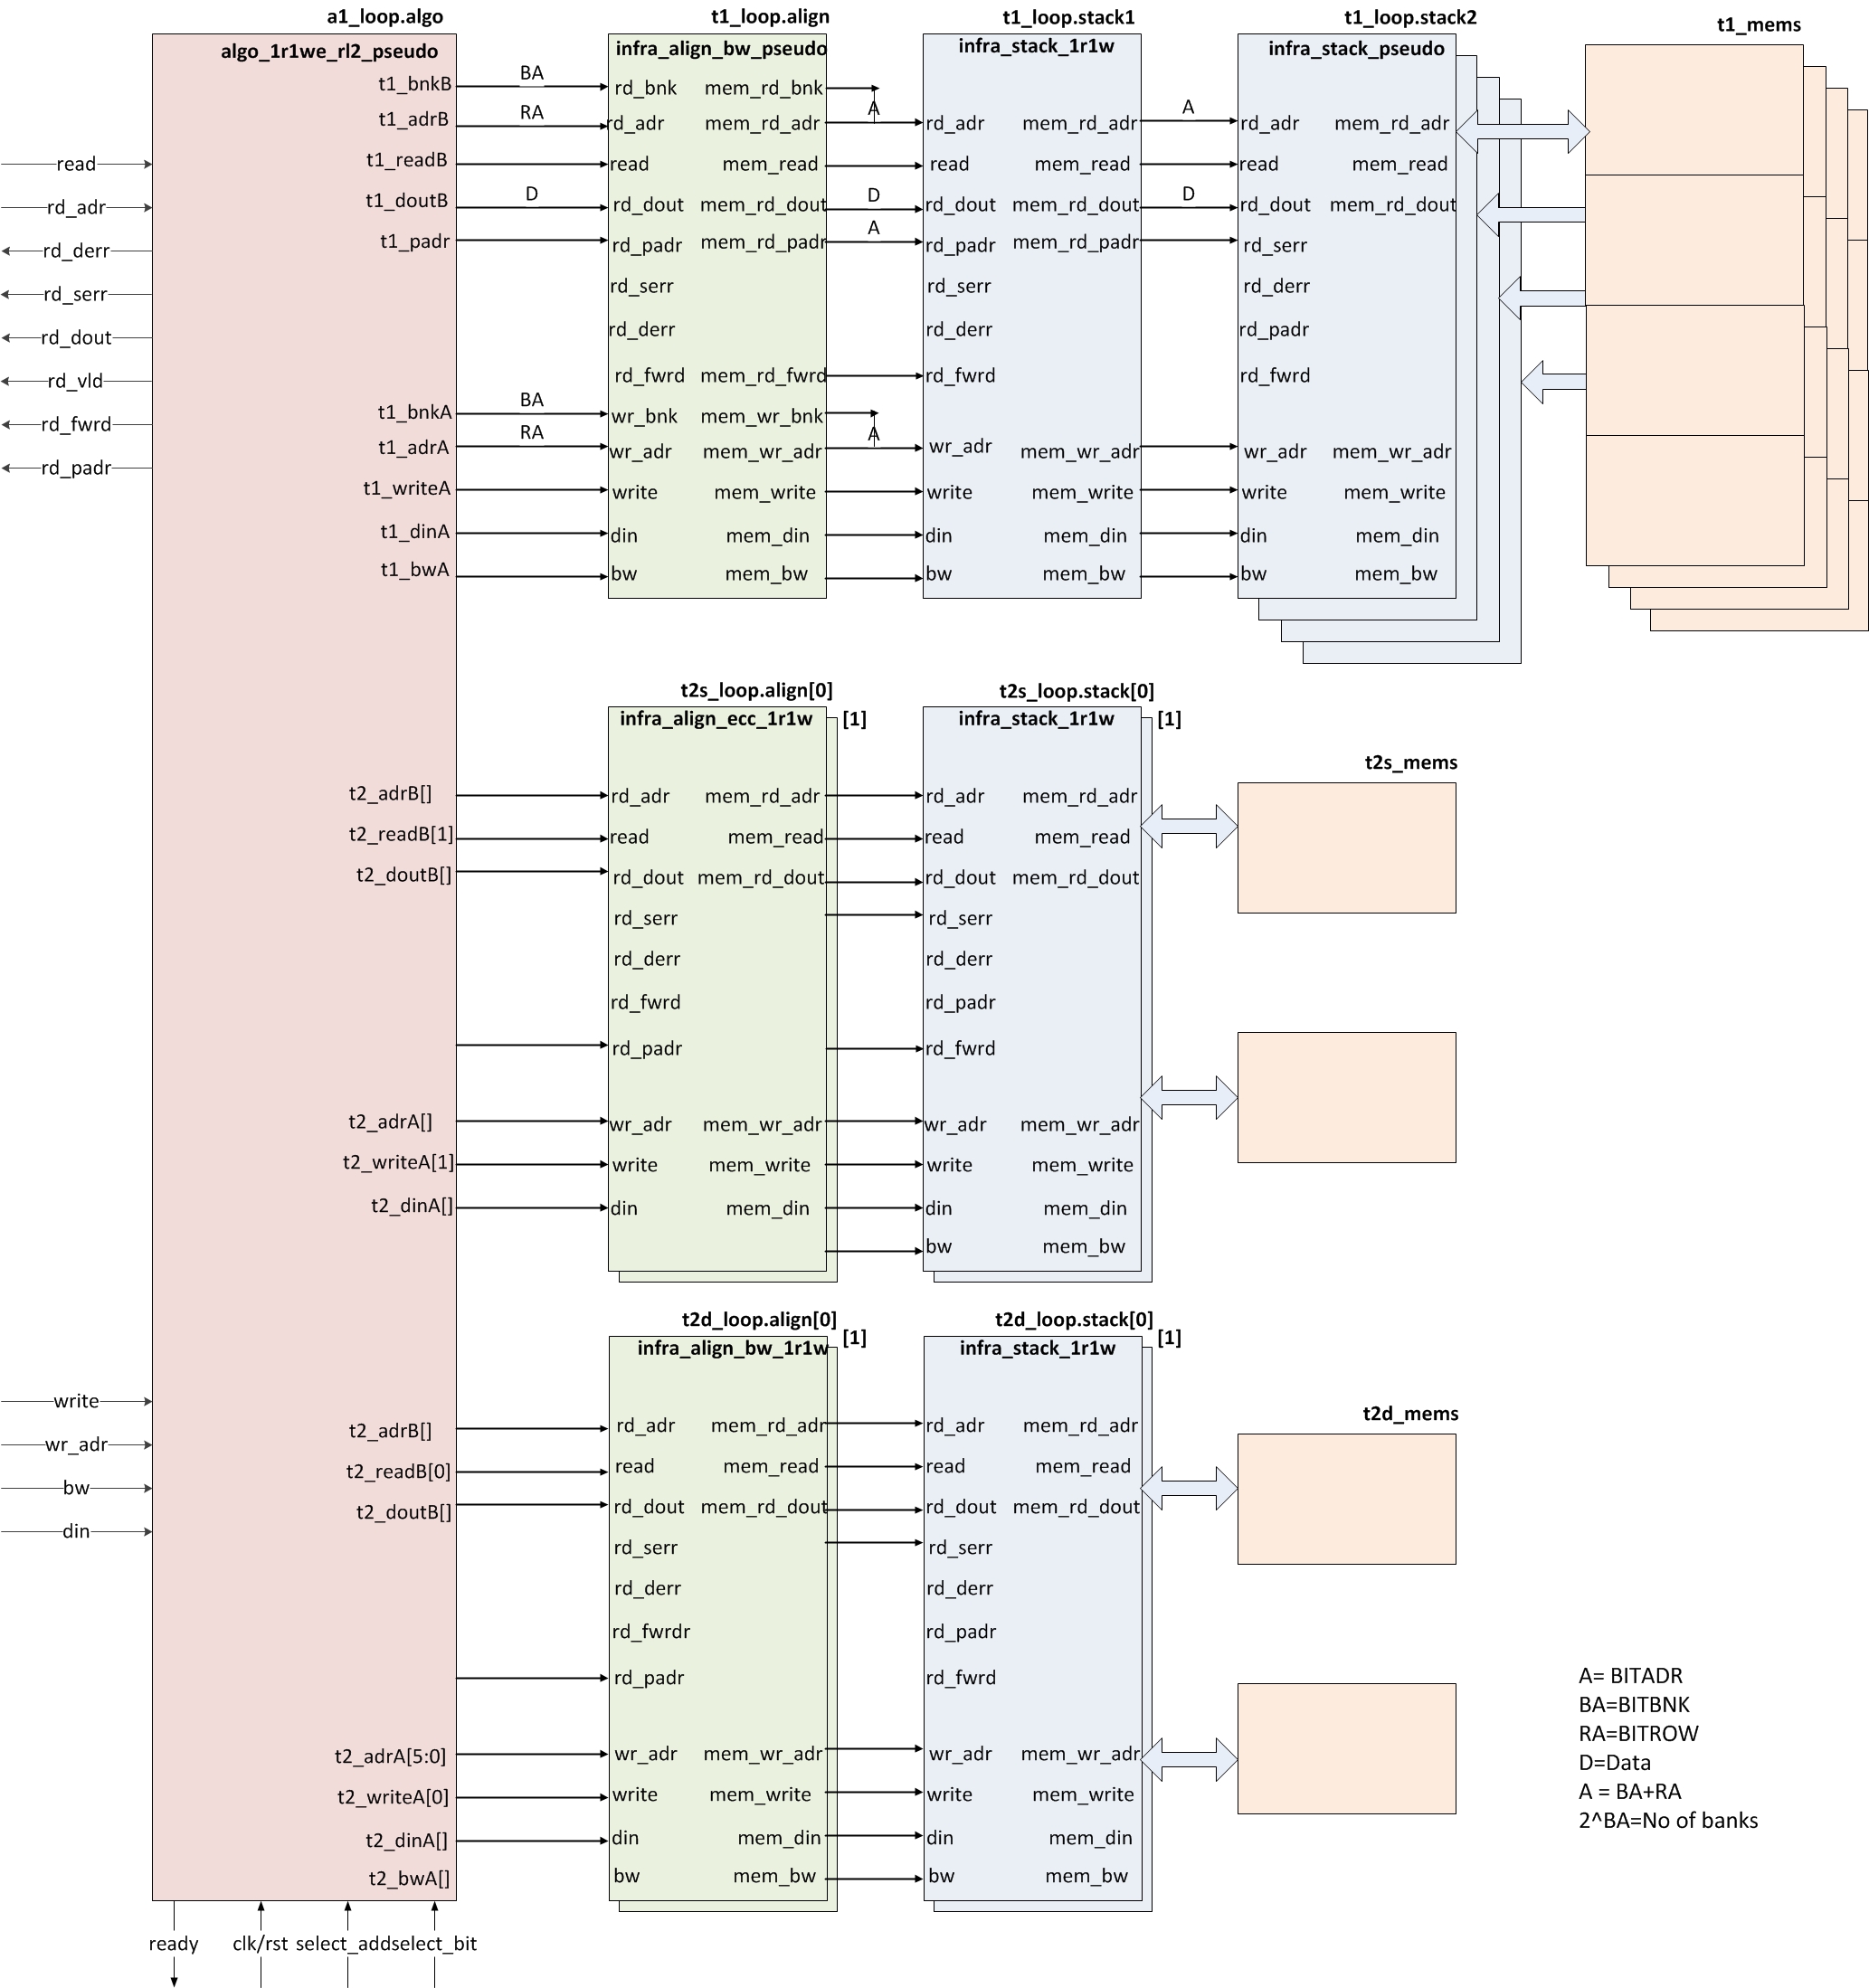 a1_loop.algo
t1_loop.align
t1_loop.stack1
t1_loop.stack2
t1_mems
algo_1r1we_rl2_pseudo
infra_align_bw_pseudo
infra_stack_1r1w
infra_stack_pseudo
t1_bnkB BA rd_bnk mem_rd_bnk
t1_adrB RA rd_adr mem_rd_adr A rd_adr mem_rd_adr A rd_adr mem_rd_adr
read t1_readB read mem_read read mem_read read mem_read
rd_adr t1_doutB D rd_dout mem_rd_dout D rd_dout mem_rd_dout D rd_dout mem_rd_dout
rd_derr t1_padr rd_padr mem_rd_padr A rd_padr mem_rd_padr rd_serr
rd_serr rd_serr rd_serr rd_derr
rd_dout rd_derr rd_derr rd_padr
rd_vld rd_fwrd mem_rd_fwrd rd_fwrd rd_fwrd
rd_fwrd t1_bnkA BA wr_bnk mem_wr_bnk
t1_adrA RA wr_adr mem_wr_adr A wr_adr mem_wr_adr wr_adr mem_wr_adr
rd_padr
t1_writeA write mem_write write mem_write write mem_write
t1_dinA din mem_din din mem_din din mem_din
t1_bwA bw mem_bw bw mem_bw bw mem_bw
t2s_loop.align[0]
t2s_loop.stack[0]
infra_align_ecc_1r1w [1]
infra_stack_1r1w [1]
t2s_mems
t2_adrB[] rd_adr mem_rd_adr rd_adr mem_rd_adr
t2_readB[1] read mem_read read mem_read
t2_doutB[] rd_dout mem_rd_dout rd_dout mem_rd_dout
rd_serr rd_serr
rd_derr rd_derr
rd_fwrd rd_padr
rd_padr rd_fwrd
t2_adrA[] wr_adr mem_wr_adr wr_adr mem_wr_adr
t2_writeA[1] write mem_write write mem_write
t2_dinA[] din mem_din din mem_din
bw mem_bw
t2d_loop.align[0]
t2d_loop.stack[0]
infra_align_bw_1r1w [1]
infra_stack_1r1w [1]
t2d_mems
write
t2_adrB[] rd_adr mem_rd_adr rd_adr mem_rd_adr
wr_adr
t2_readB[0] read mem_read read mem_read
bw
t2_doutB[] rd_dout mem_rd_dout rd_dout mem_rd_dout
din
rd_serr rd_serr
rd_derr rd_derr
rd_fwrdr rd_padr
rd_padr rd_fwrd
t2_adrA[5:0] wr_adr mem_wr_adr wr_adr mem_wr_adr
t2_writeA[0] write mem_write write mem_write
t2_dinA[] din mem_din din mem_din
t2_bwA[] bw mem_bw bw mem_bw
A= BITADR
BA=BITBNK
RA=BITROW
D=Data
A = BA+RA
2^BA=No of banks
ready clk/rst select_add select_bit